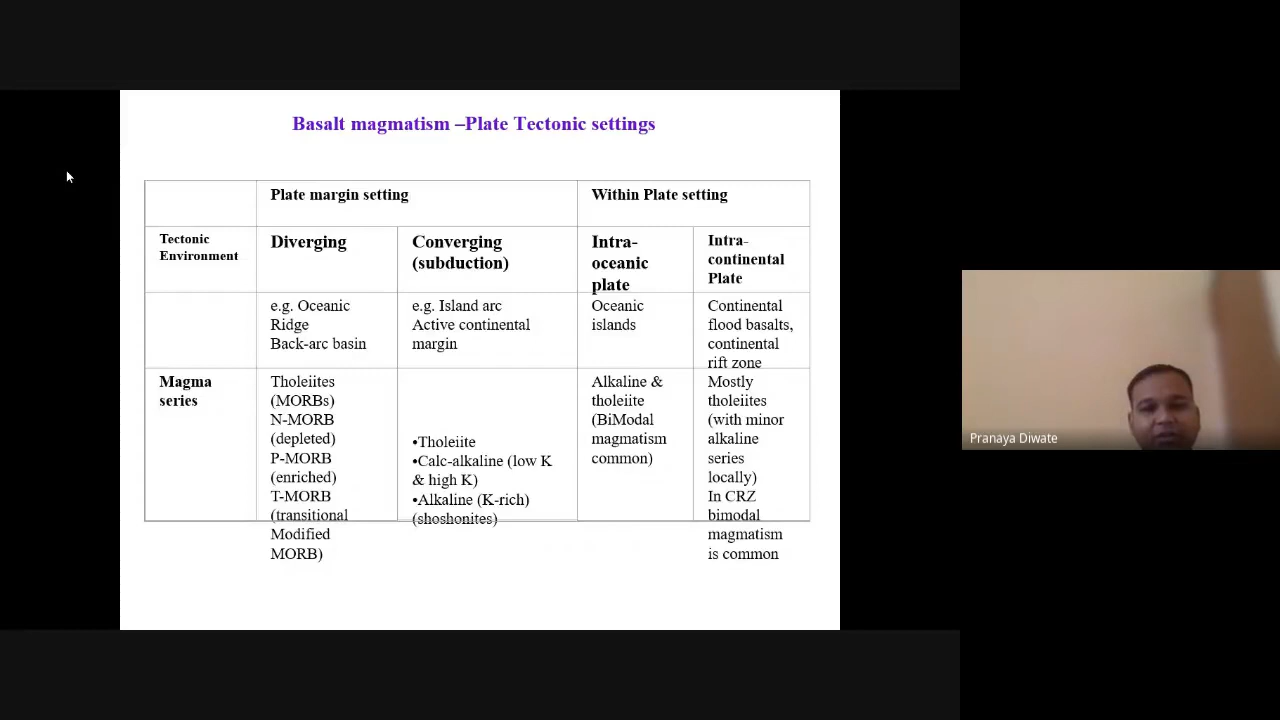 Basalt magmatism –Plate Tectonic settings
Plate margin setting
Within Plate setting
Tectonic
Environment
Diverging
Converging
(subduction)
Intra-
oceanic
plate
Intra-
continental
Plate
e.g. Oceanic
Ridge
Back-arc basin
e.g. Island arc
Active continental
margin
Oceanic
islands
Continental
flood basalts,
continental
rift zone
Magma
series
Tholeiites
(MORBs)
N-MORB
(depleted)
P-MORB
(enriched)
T-MORB
(transitional
Modified
MORB)
•Tholeiite
•Calc-alkaline (low K
& high K)
•Alkaline (K-rich)
(shoshonites)
Alkaline &
tholeiite
(BiModal
magmatism
common)
Mostly
tholeiites
(with minor
alkaline
series
locally)
In CRZ
bimodal
magmatism
is common
Pranaya Diwate